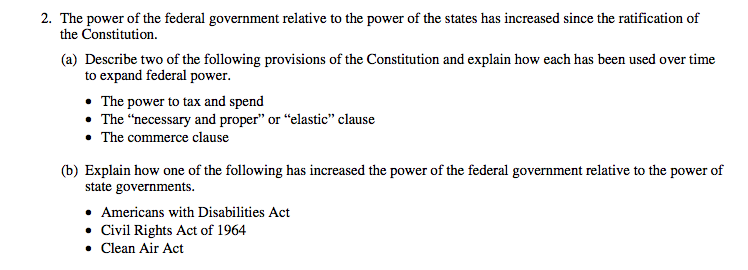 2. The power of the federal government relative to the power of the states has increased since the ratification of
the Constitution.
(a) Describe two of the following provisions of the Constitution and explain how each has been used over time
to expand federal power.
• The power to tax and spend
• The “necessary and proper” or “elastic” clause
• The commerce clause
(b) Explain how one of the following has increased the power of the federal government relative to the power of
state governments.
• Americans with Disabilities Act
• Civil Rights Act of 1964
• Clean Air Act